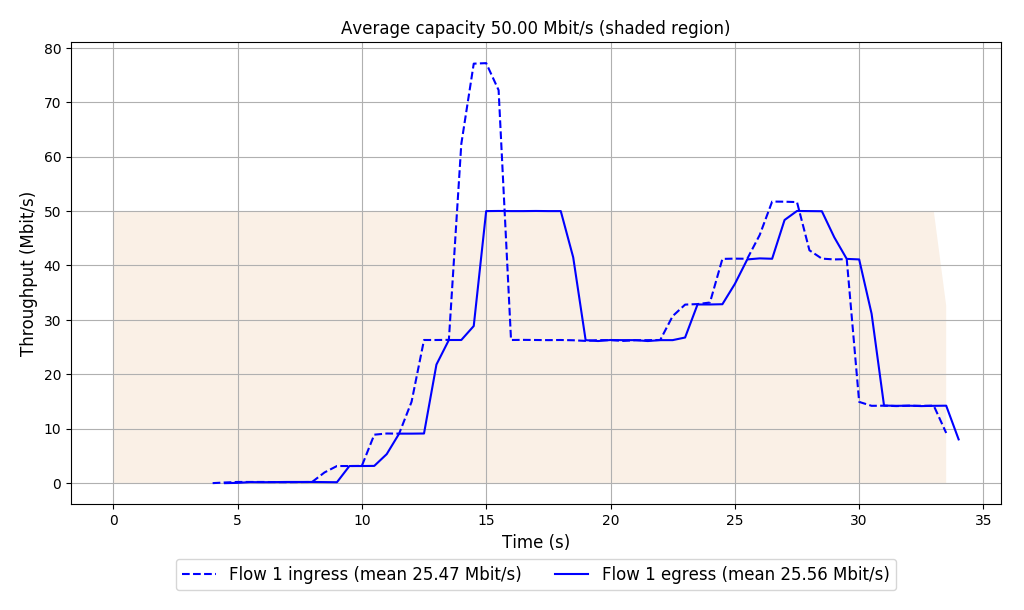 Average capacity 50.00 Mbit/s (shaded region)
80
70
60
50
40
30
20
10
0
Throughput (Mbit/s)
0 5 10 15 20 25 30 35
Time (s)
Flow 1 ingress (mean 25.47 Mbit/s) Flow 1 egress (mean 25.56 Mbit/s)